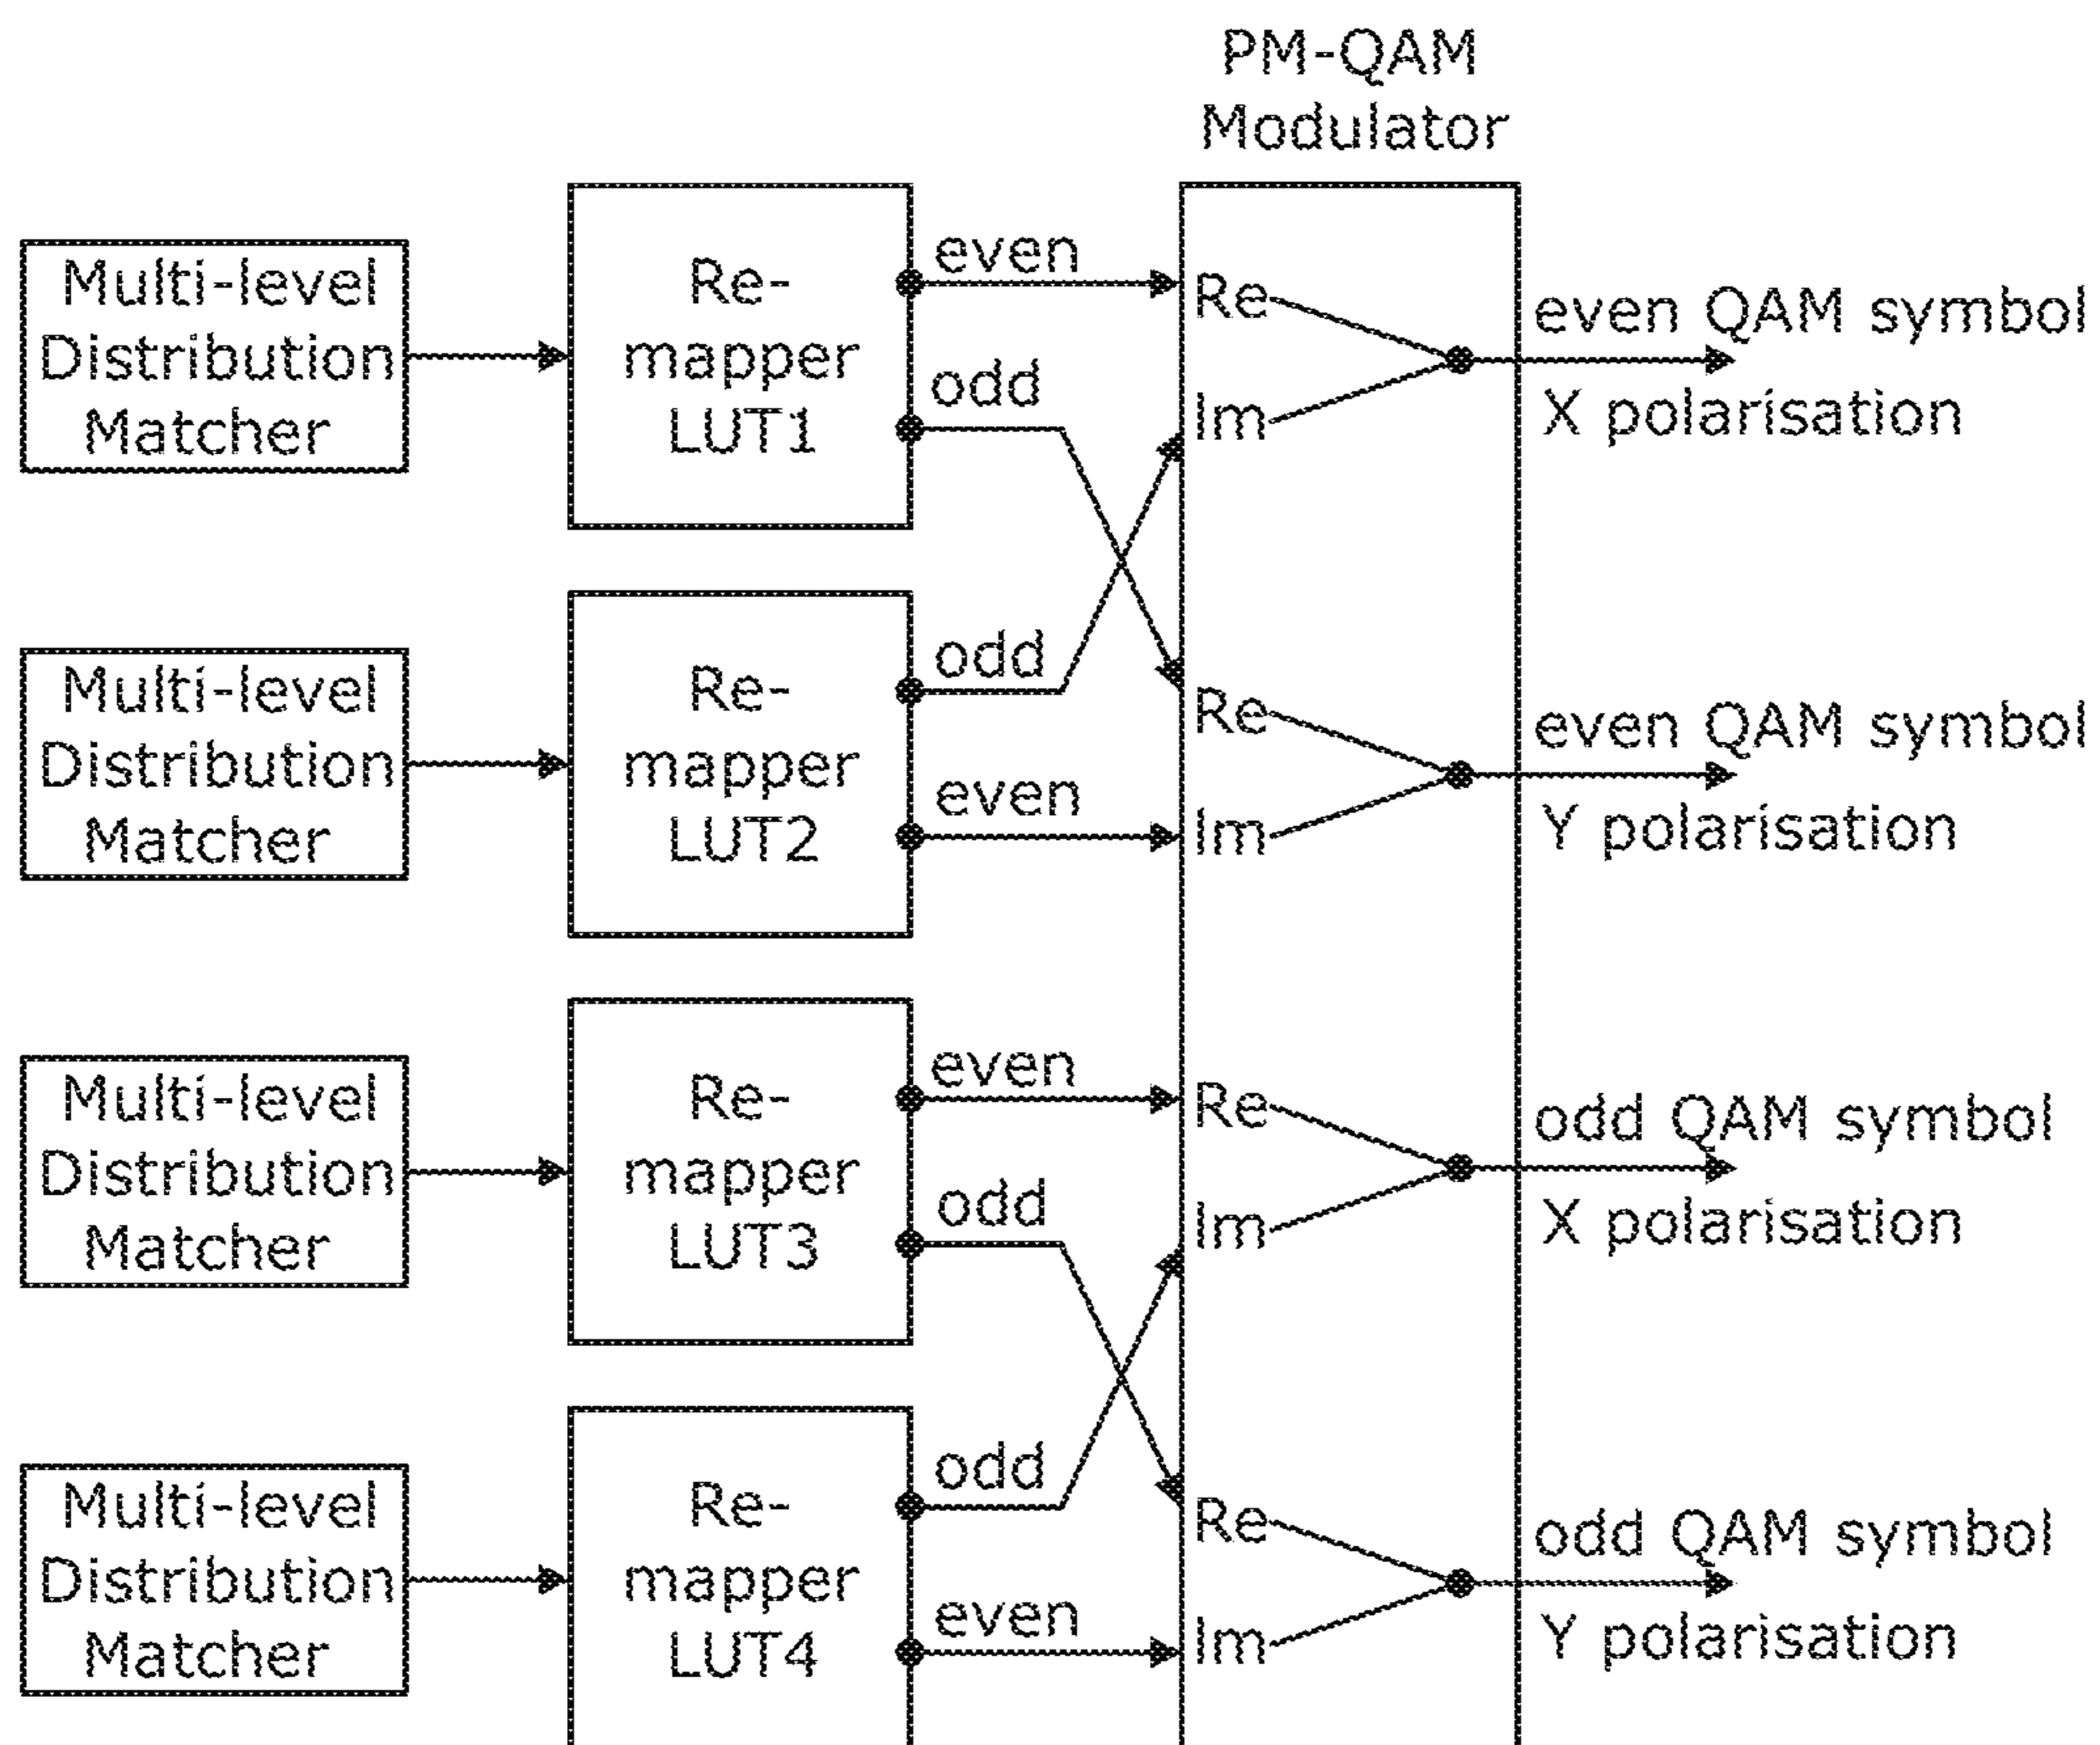 PM-QAM
Modulator
Multi-level
Distribution
Matcher
Re-
mapper
LUT1
even
odd
Re
Im
even QAM symbol
X polarisation
Multi-level
Distribution
Matcher
Re-
mapper
LUT2
odd
even
Re
Im
even QAM symbol
Y polarisation
Multi-level
Distribution
Matcher
Re-
mapper
LUT3
even
odd
Re
Im
odd QAM symbol
X polarisation
Multi-level
Distribution
Matcher
Re-
mapper
LUT4
odd
even
Re
Im
odd QAM symbol
Y polarisation